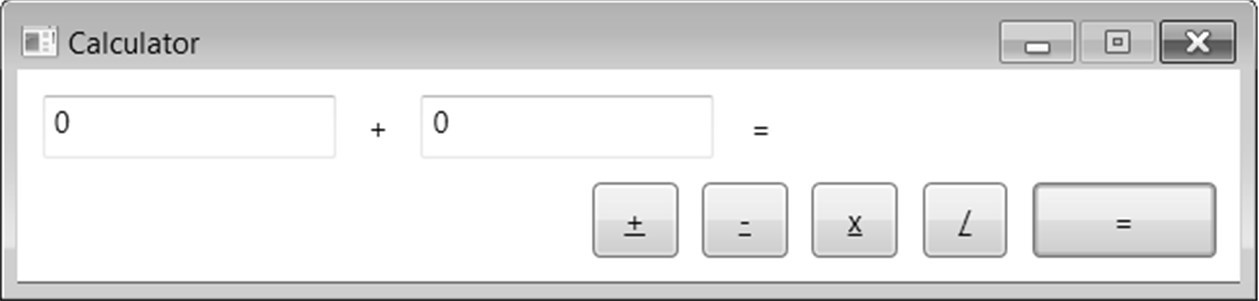 Calculator
0 + 0 =
+ - x / =